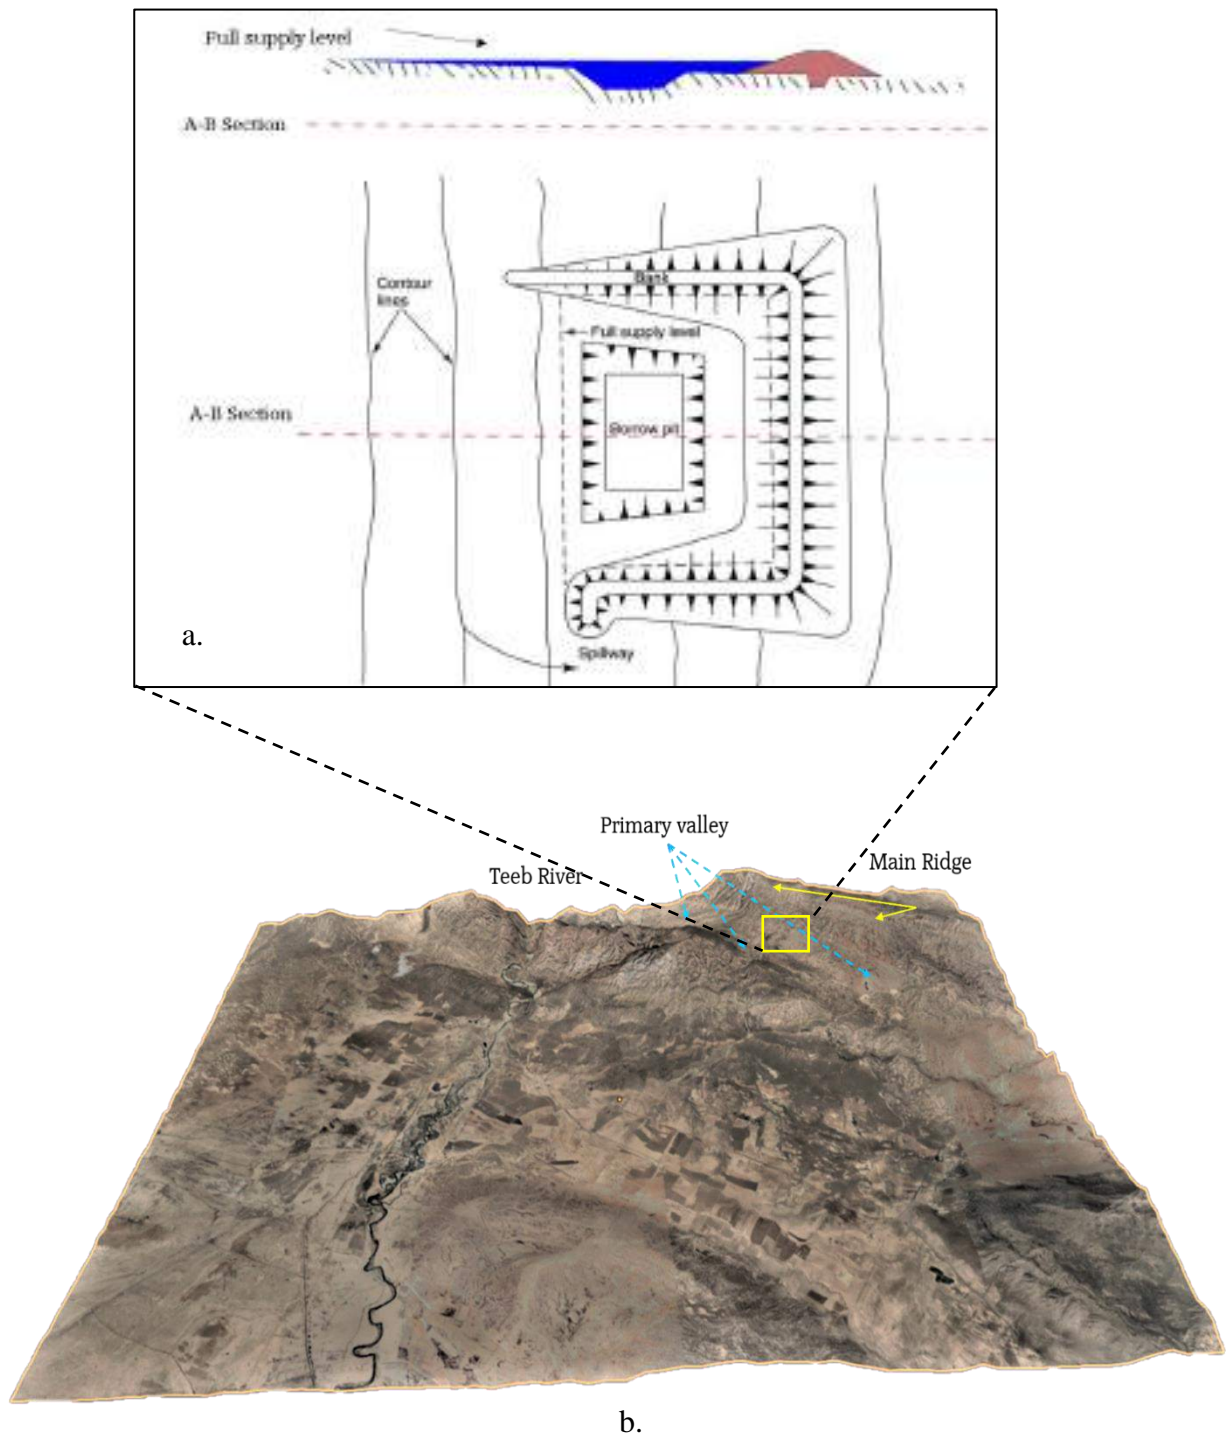 Full supply level
A-B Section
Contour
lines
Bank
Full supply level
A-B Section
Borrow pit
a.
Spillway
Primary valley
Main Ridge
Teeb River
b.